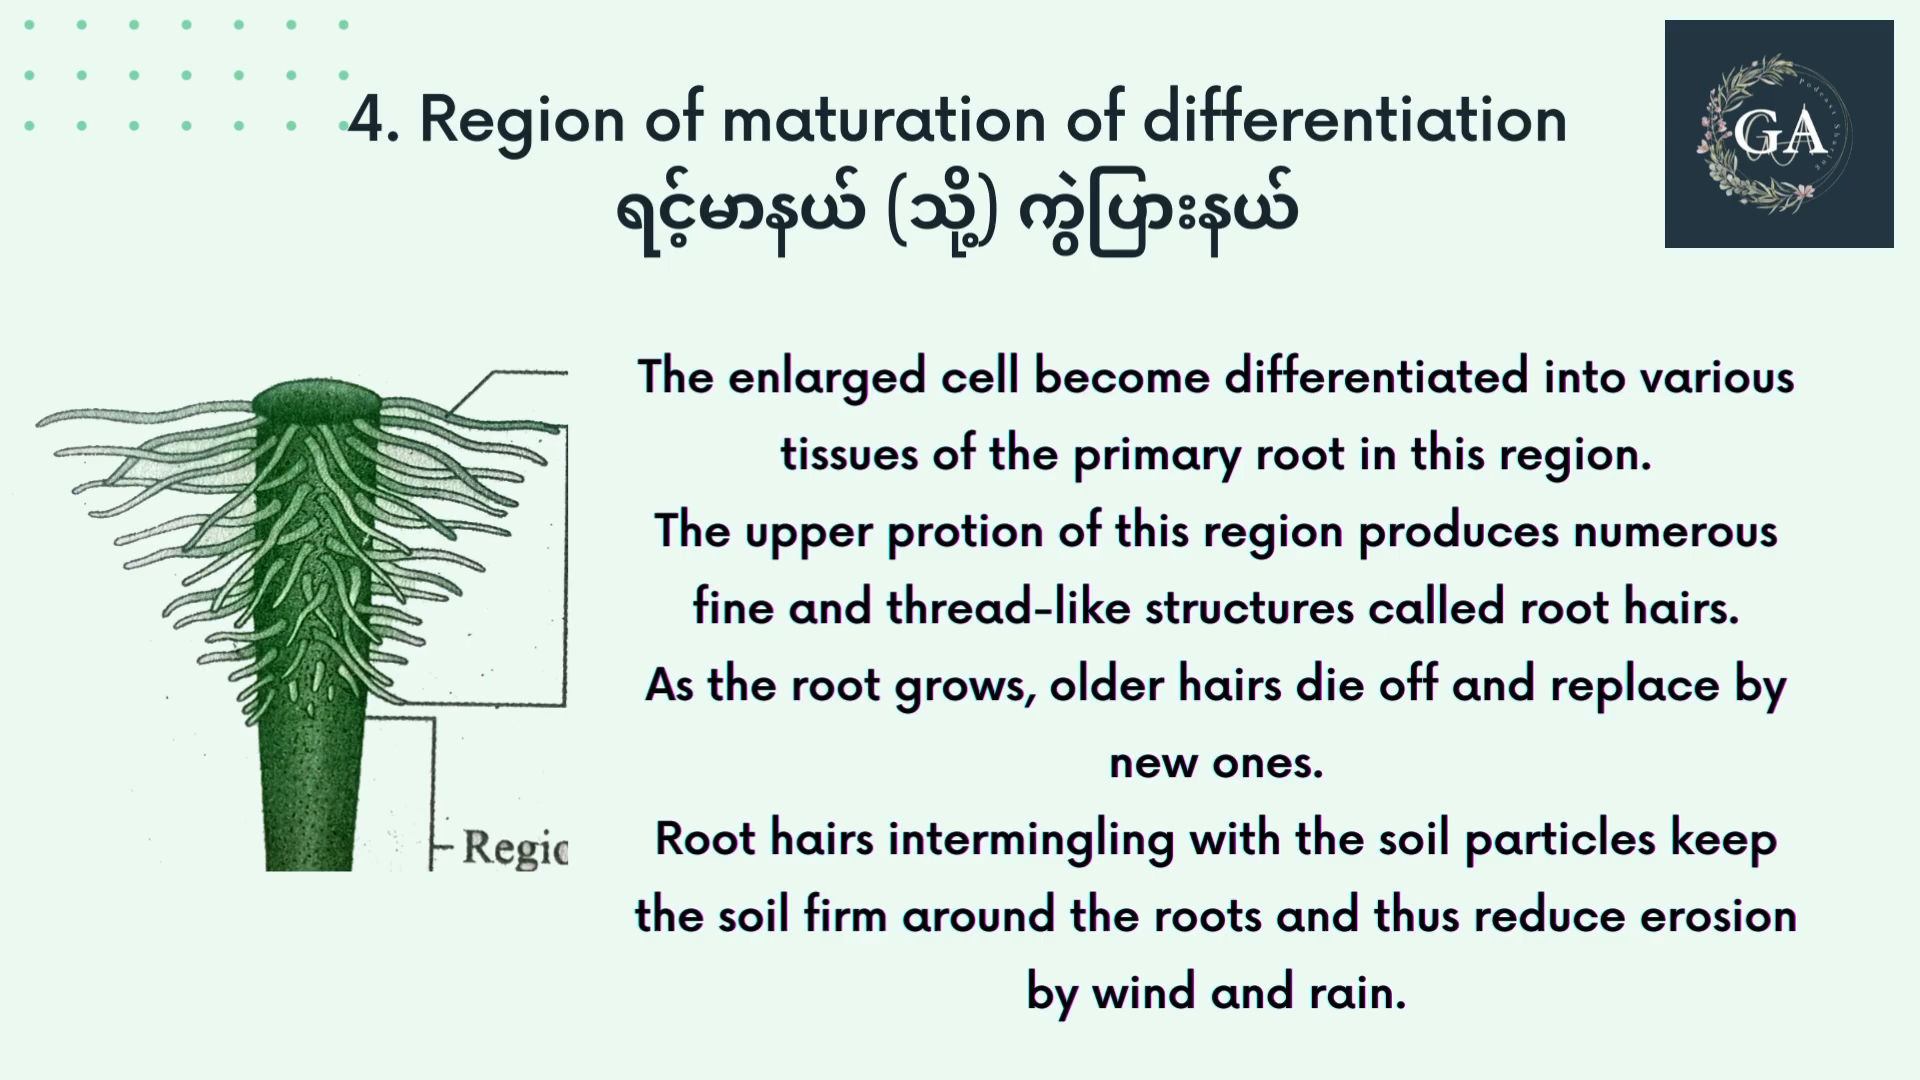 4. Region of maturation of differentiation
ရင့်မာနယ် (သို့) ကွဲပြားနယ်
GA
Podcast Sharing
The enlarged cell become differentiated into various
tissues of the primary root in this region.
The upper protion of this region produces numerous
fine and thread-like structures called root hairs.
As the root grows, older hairs die off and replace by
new ones.
Root hairs intermingling with the soil particles keep
the soil firm around the roots and thus reduce erosion
by wind and rain.
Regic